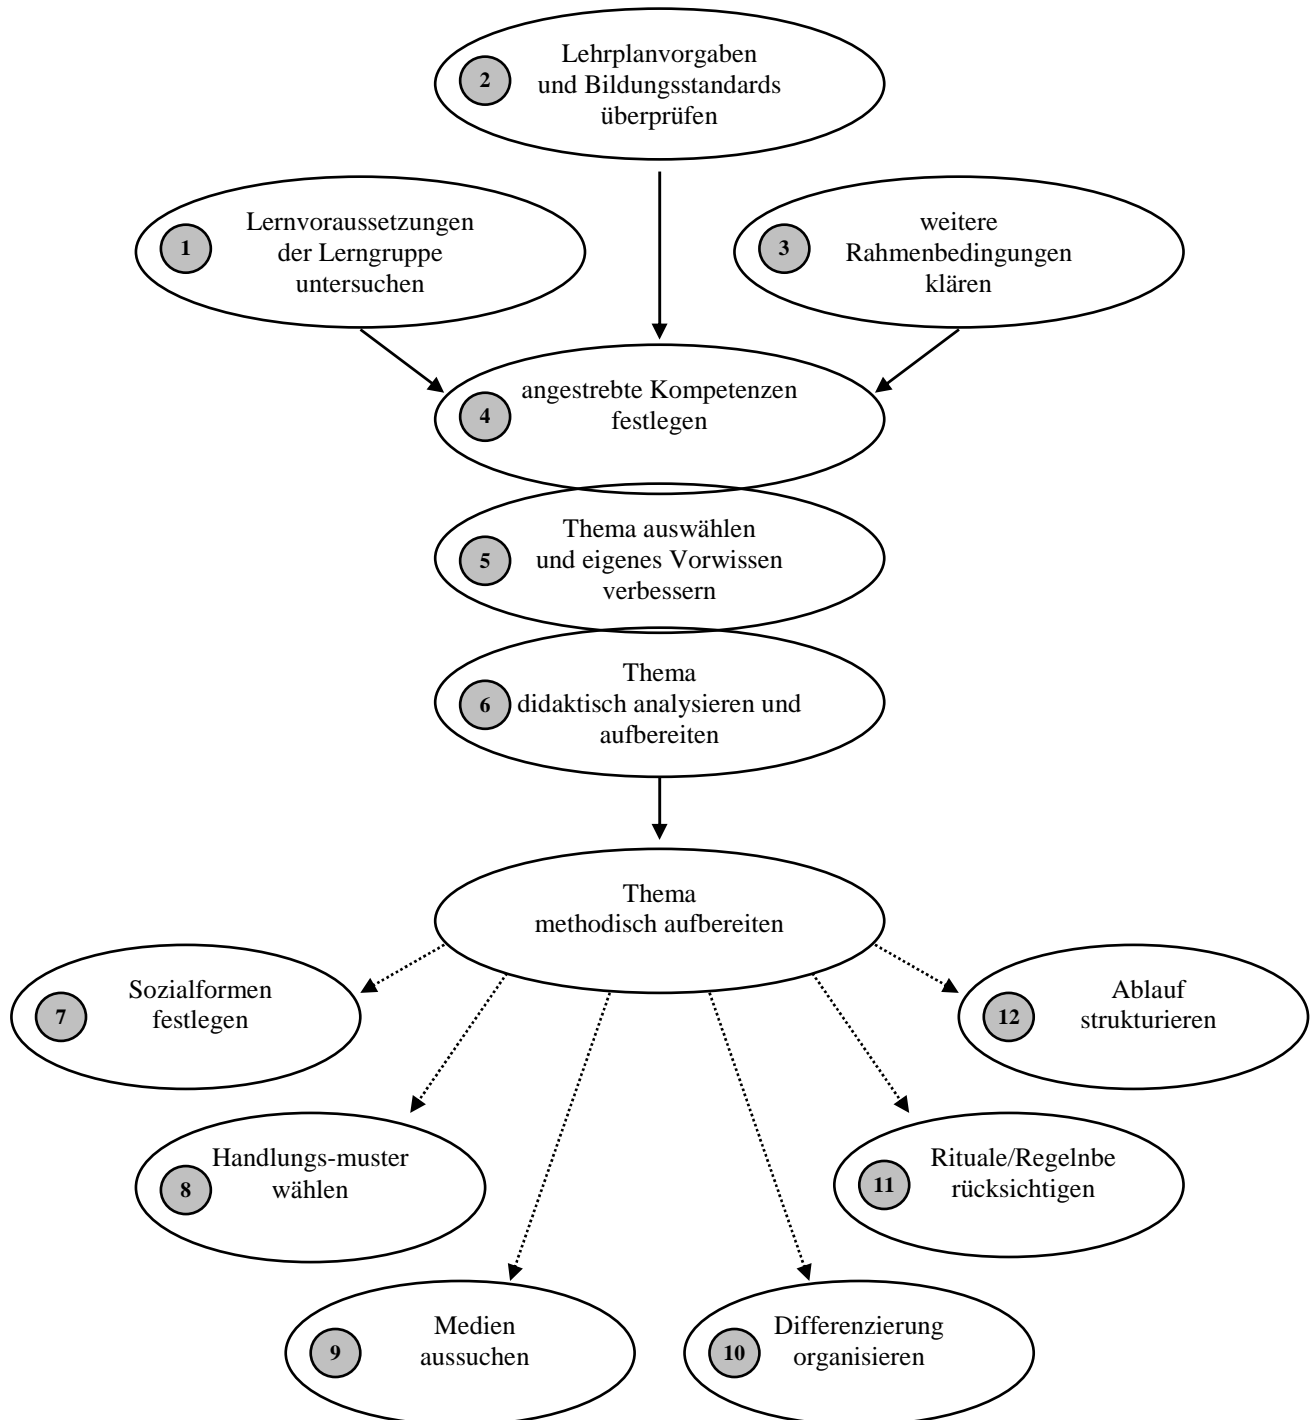 2
Lehrplanvorgaben
und Bildungsstandards
überprüfen
1
Lernvoraussetzungen
der Lerngruppe
untersuchen
3
weitere
Rahmenbedingungen
klären
4
angestrebte Kompetenzen
festlegen
5
Thema auswählen
und eigenes Vorwissen
verbessern
6
Thema
didaktisch analysieren und
aufbereiten
Thema
methodisch aufbereiten
7
Sozialformen
festlegen
12
Ablauf
strukturieren
8
Handlungs-muster
wählen
11
Rituale/Regelnbe
rücksichtigen
9
Medien
aussuchen
10
Differenzierung
organisieren